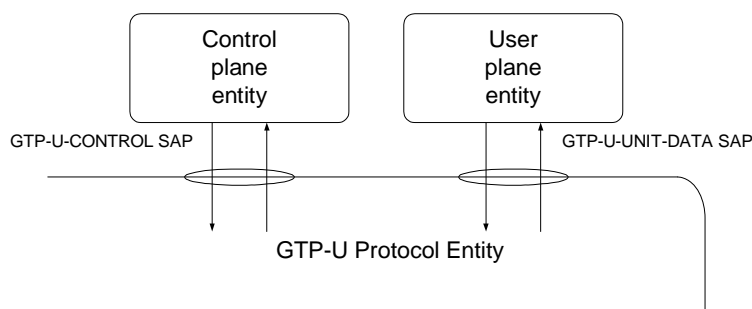 Control
plane
entity
User
plane
entity
GTP-U-CONTROL SAP
GTP-U-UNIT-DATA SAP
GTP-U Protocol Entity